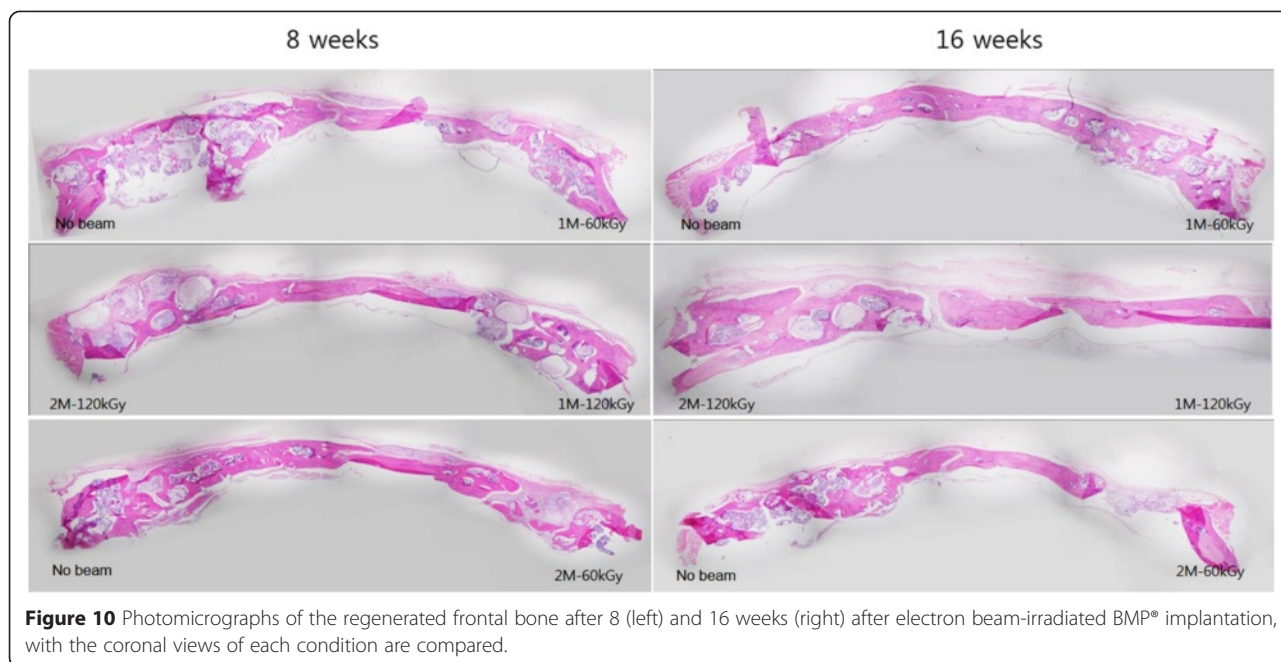 8 weeks
16 weeks
No beam
1M-60kGy
No beam
1M-60kGy
2M-120kGy
1M-120kGy
2M-120kGy
1M-120kGy
No beam
2M-60kGy
No beam
2M-60kGy
Figure 10 Photomicrographs of the regenerated frontal bone after 8 (left) and 16 weeks (right) after electron beam-irradiated BMP® implantation,
with the coronal views of each condition are compared.